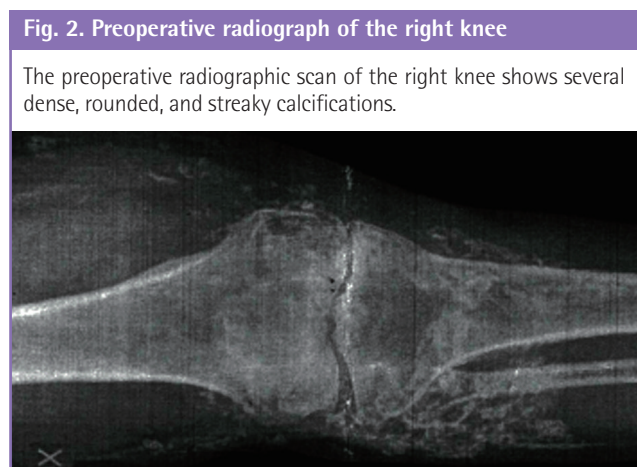 Fig. 2. Preoperative radiograph of the right knee
The preoperative radiographic scan of the right knee shows several
dense, rounded, and streaky calcifications.